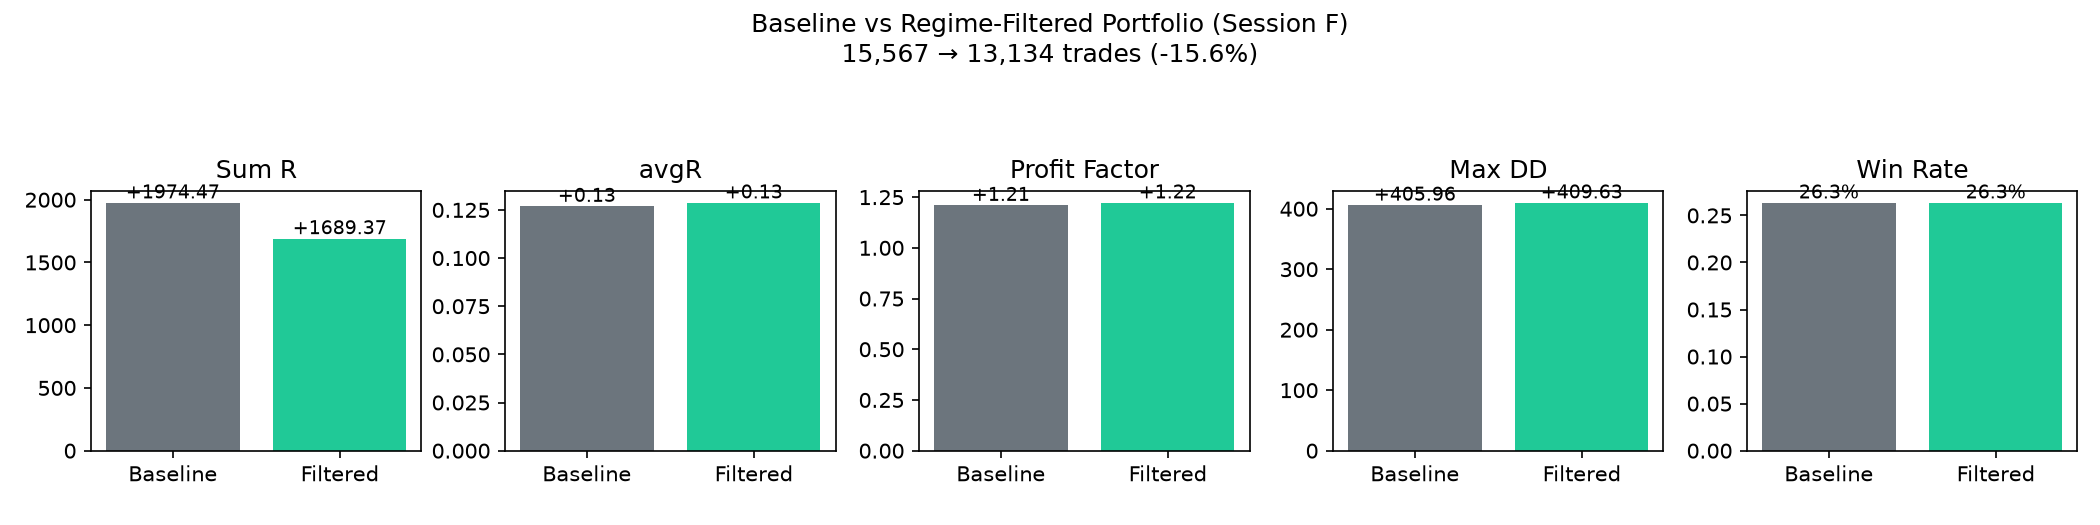 Baseline vs Regime-Filtered Portfolio (Session F)
15,567 → 13,134 trades (-15.6%)
Sum R
+1974.47
+1689.37
2000
1500
1000
500
0
Baseline
Filtered
avgR
+0.13
+0.13
0.125
0.100
0.075
0.050
0.025
0.000
Baseline
Filtered
Profit Factor
+1.21
+1.22
1.25
1.00
0.75
0.50
0.25
0.00
Baseline
Filtered
Max DD
+405.96
+409.63
400
300
200
100
0
Baseline
Filtered
Win Rate
26.3%
26.3%
0.25
0.20
0.15
0.10
0.05
0.00
Baseline
Filtered